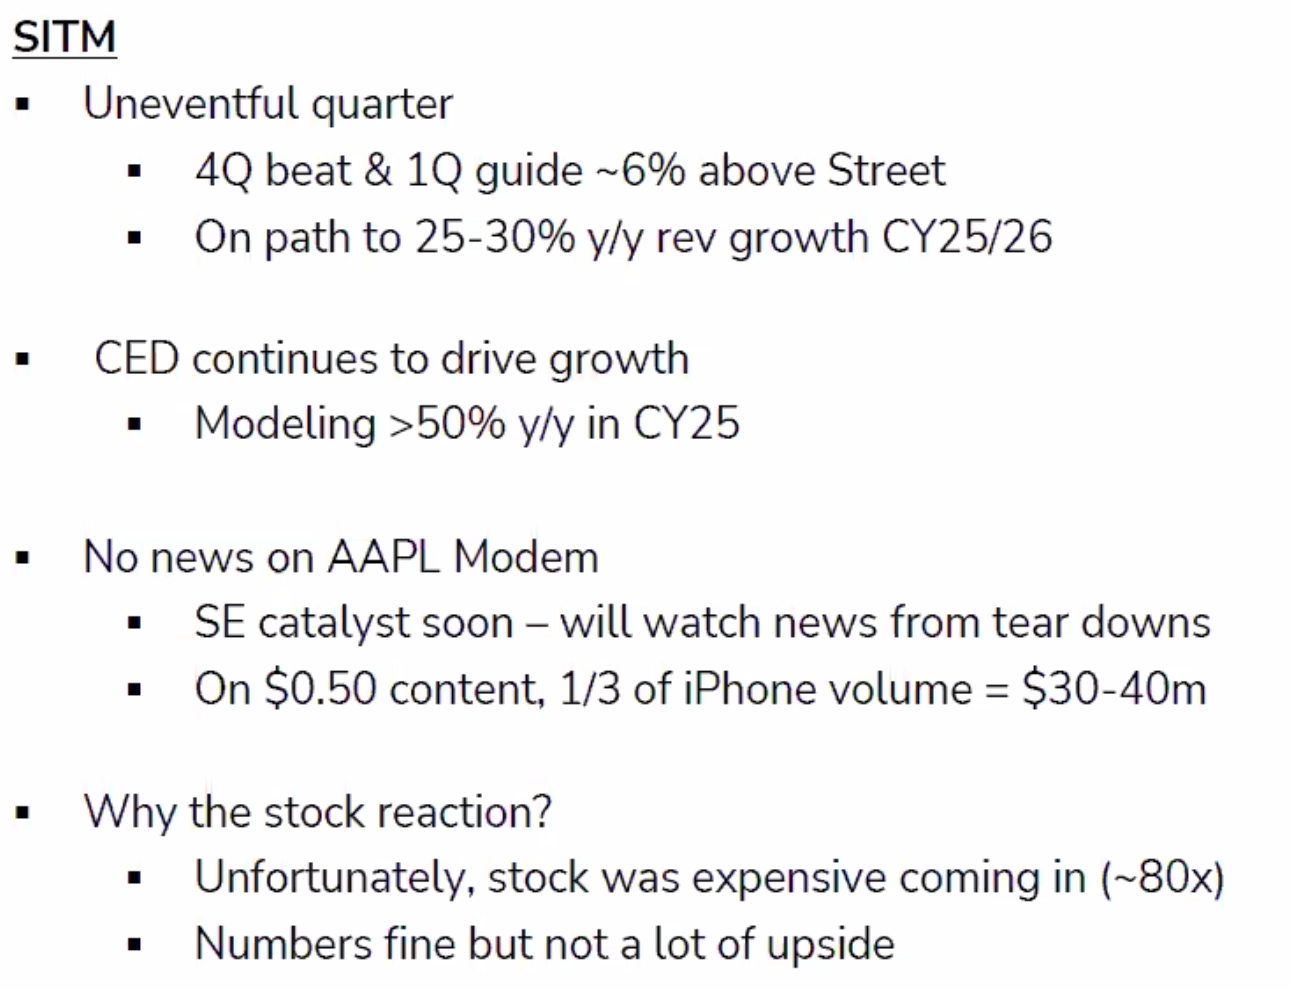 SITM
▪ Uneventful quarter
▪ 4Q beat & 1Q guide ~6% above Street
▪ On path to 25-30% y/y rev growth CY25/26
▪ CED continues to drive growth
▪ Modeling >50% y/y in CY25
▪ No news on AAPL Modem
▪ SE catalyst soon – will watch news from tear downs
▪ On $0.50 content, 1/3 of iPhone volume = $30-40m
▪ Why the stock reaction?
▪ Unfortunately, stock was expensive coming in (~80x)
▪ Numbers fine but not a lot of upside